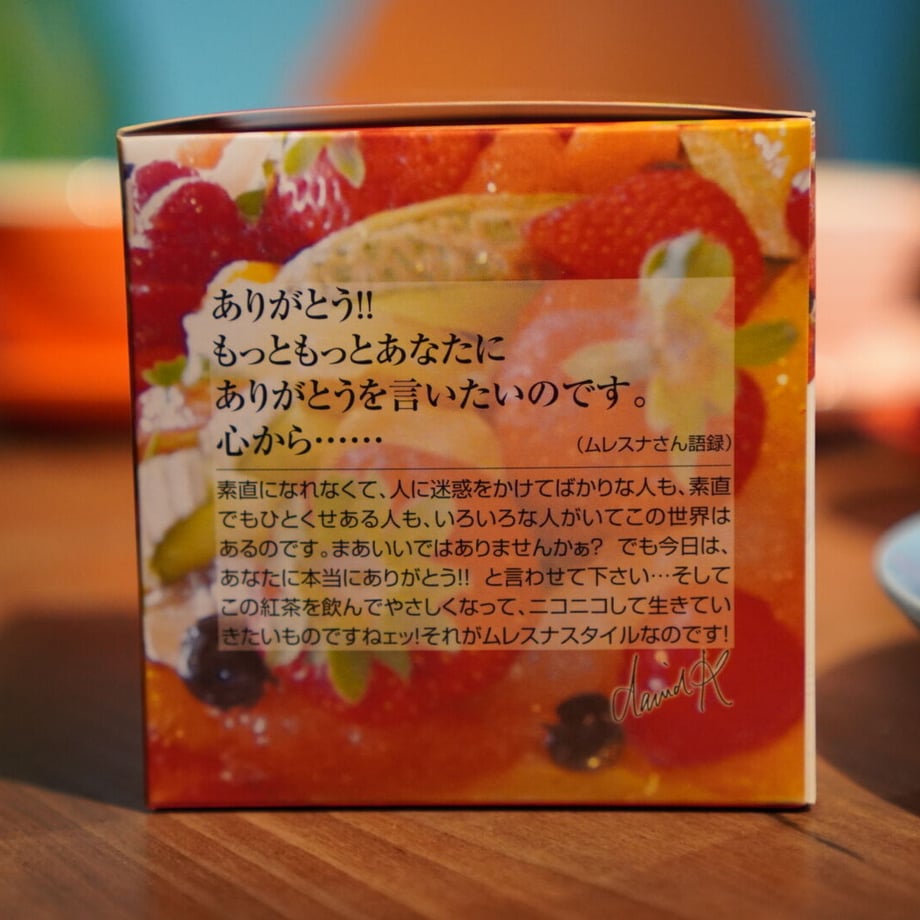 ありがとう!!
もっともっとあなたに
ありがとうを言いたいのです。
心から……
(ムレスナさん語録)
素直になれなくて、人に迷惑をかけてばかりな人も、素直
でもひとくせある人も、いろいろな人がいてこの世界は
あるのです。まあいいではありませんかぁ? でも今日は、
あなたに本当にありがとう!! と言わせて下さい…そして
この紅茶を飲んでやさしくなって、ニコニコして生きてい
きたいものですねェッ!それがムレスナスタイルなのです!
david K